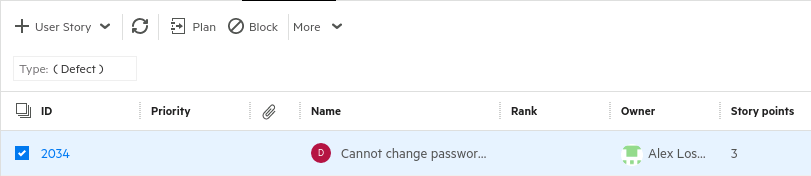 User Story Plan Block More
Type: ( Defect )
ID Priority Name Rank Owner Story points
2034 D Cannot change passwor... Alex Los... 3